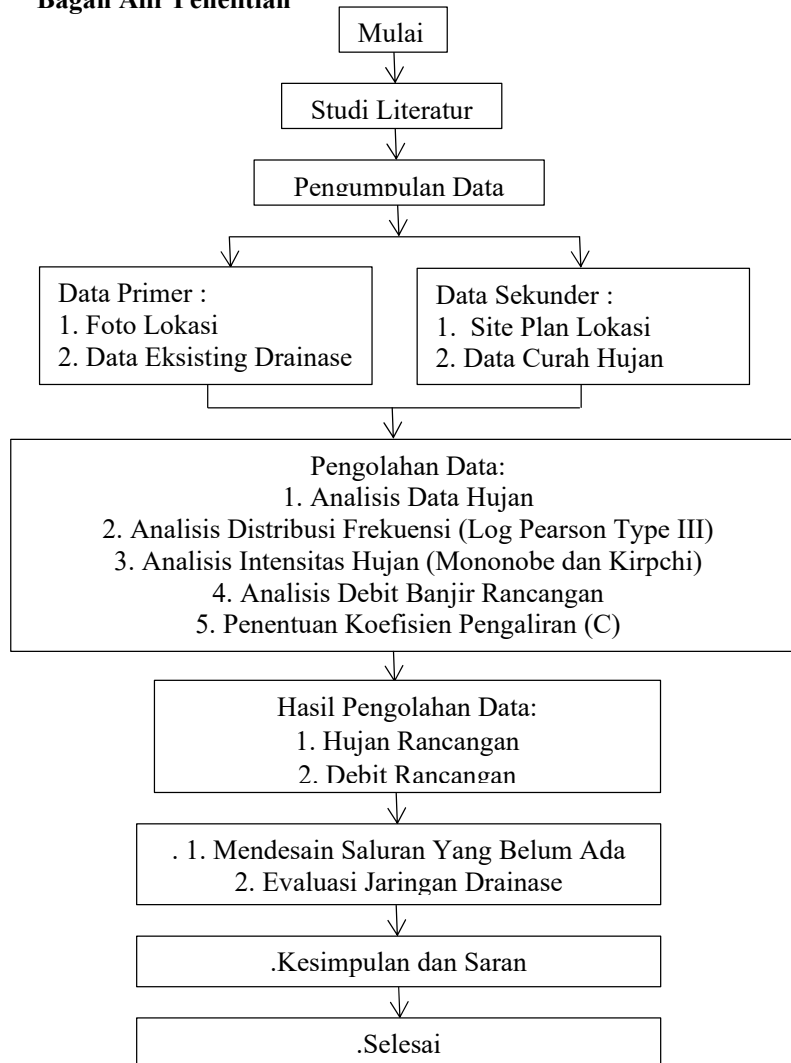 Bagan Alir Penelitian
Mulai
Studi Literatur
Pengumpulan Data
Data Primer :
1. Foto Lokasi
2. Data Eksisting Drainase
Data Sekunder :
1. Site Plan Lokasi
2. Data Curah Hujan
Pengolahan Data:
1. Analisis Data Hujan
2. Analisis Distribusi Frekuensi (Log Pearson Type III)
3. Analisis Intensitas Hujan (Mononobe dan Kirpchi)
4. Analisis Debit Banjir Rancangan
5. Penentuan Koefisien Pengaliran (C)
Hasil Pengolahan Data:
1. Hujan Rancangan
2. Debit Rancangan
. 1. Mendesain Saluran Yang Belum Ada
2. Evaluasi Jaringan Drainase
.Kesimpulan dan Saran
.Selesai